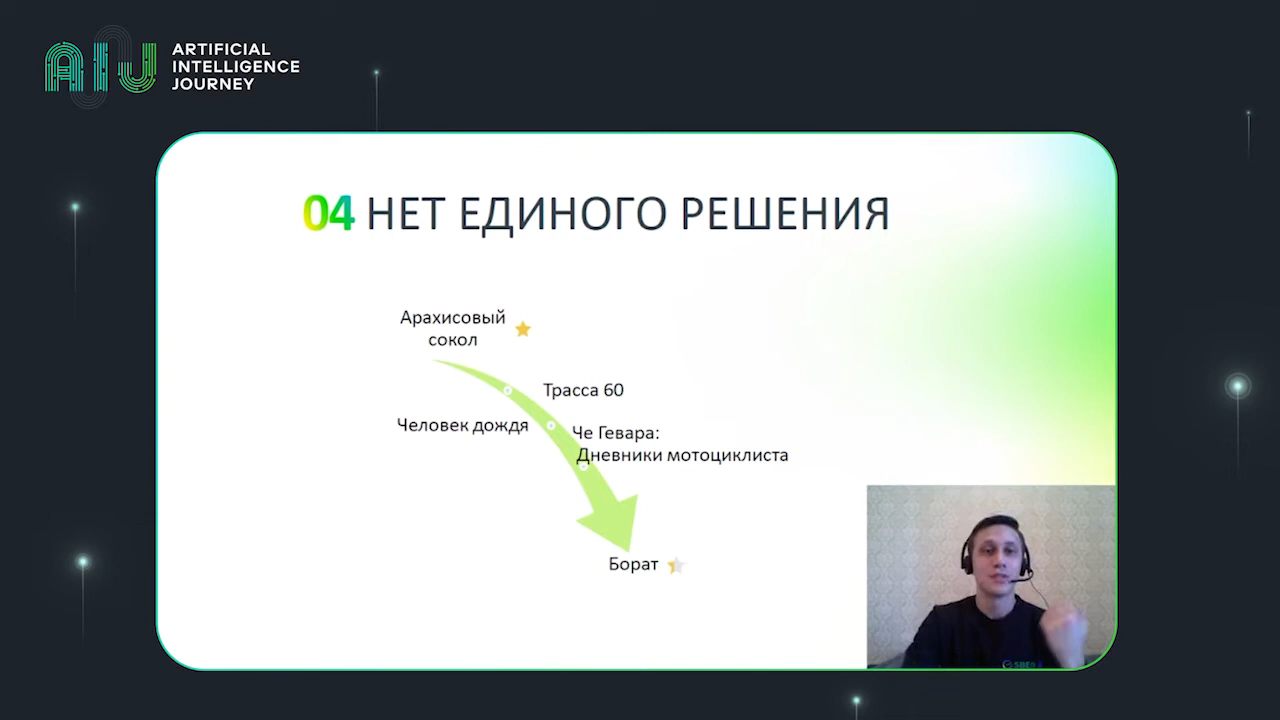 ARTIFICIAL
INTELLIGENCE
JOURNEY
04 НЕТ ЕДИНОГО РЕШЕНИЯ
Арахисовый
сокол
Трасса 60
Человек дождя
Че Гевара:
Дневники мотоциклиста
Борат